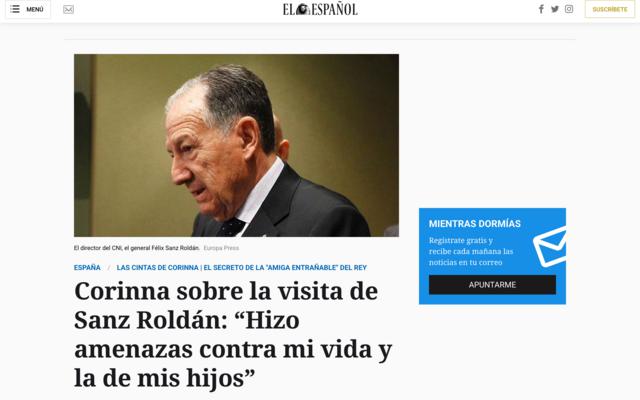 MENÚ
EL ESPAÑOL
SUSCRÍBETE
El director del CNI, el general Félix Sanz Roldán. Europa Press
ESPAÑA / LAS CINTAS DE CORINNA | EL SECRETO DE LA "AMIGA ENTRAÑABLE" DEL REY
Corinna sobre la visita de
Sanz Roldán: “Hizo
amenazas contra mi vida y
la de mis hijos”
MIENTRAS DORMÍAS
Regístrate gratis y
recibe cada mañana las
noticias en tu correo
APUNTARME